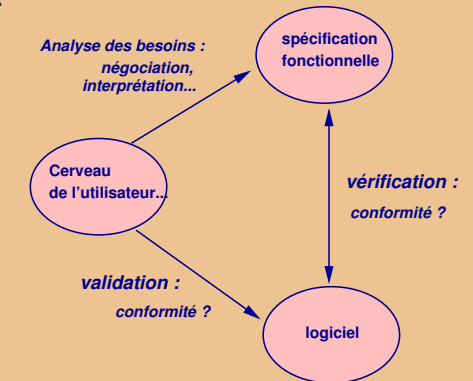 Analyse des besoins :
négociation,
interprétation...
spécification
fonctionnelle
Cerveau
de l'utilisateur...
vérification :
conformité ?
validation :
conformité ?
logiciel